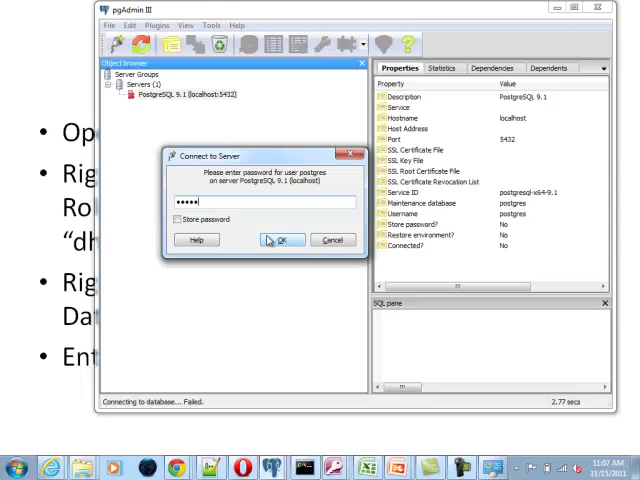 pgAdmin III
File Edit Plugins View Tools Help
Object browser
Server Groups
Servers (1)
PostgreSQL 9.1 (localhost:5432)
Properties Statistics Dependencies Dependents
Property Value
Description PostgreSQL 9.1
Service
Hostname localhost
Host Address
Port 5432
SSL Certificate File
SSL Key File
SSL Root Certificate File
SSL Certificate Revocation List
Service ID postgresql-x64-9.1
Maintenance database postgres
Username postgres
Store password? No
Restore environment? No
Connected? No
SQL pane
Connect to Server
Please enter password for user postgres
on server PostgreSQL 9.1 (localhost)
•••••
Store password
Help OK Cancel
Connecting to database... Failed. 2.77 secs
• Op
• Rig
Ro
“dh
• Rig
Da
• Ent
11:07 AM
11/15/2011